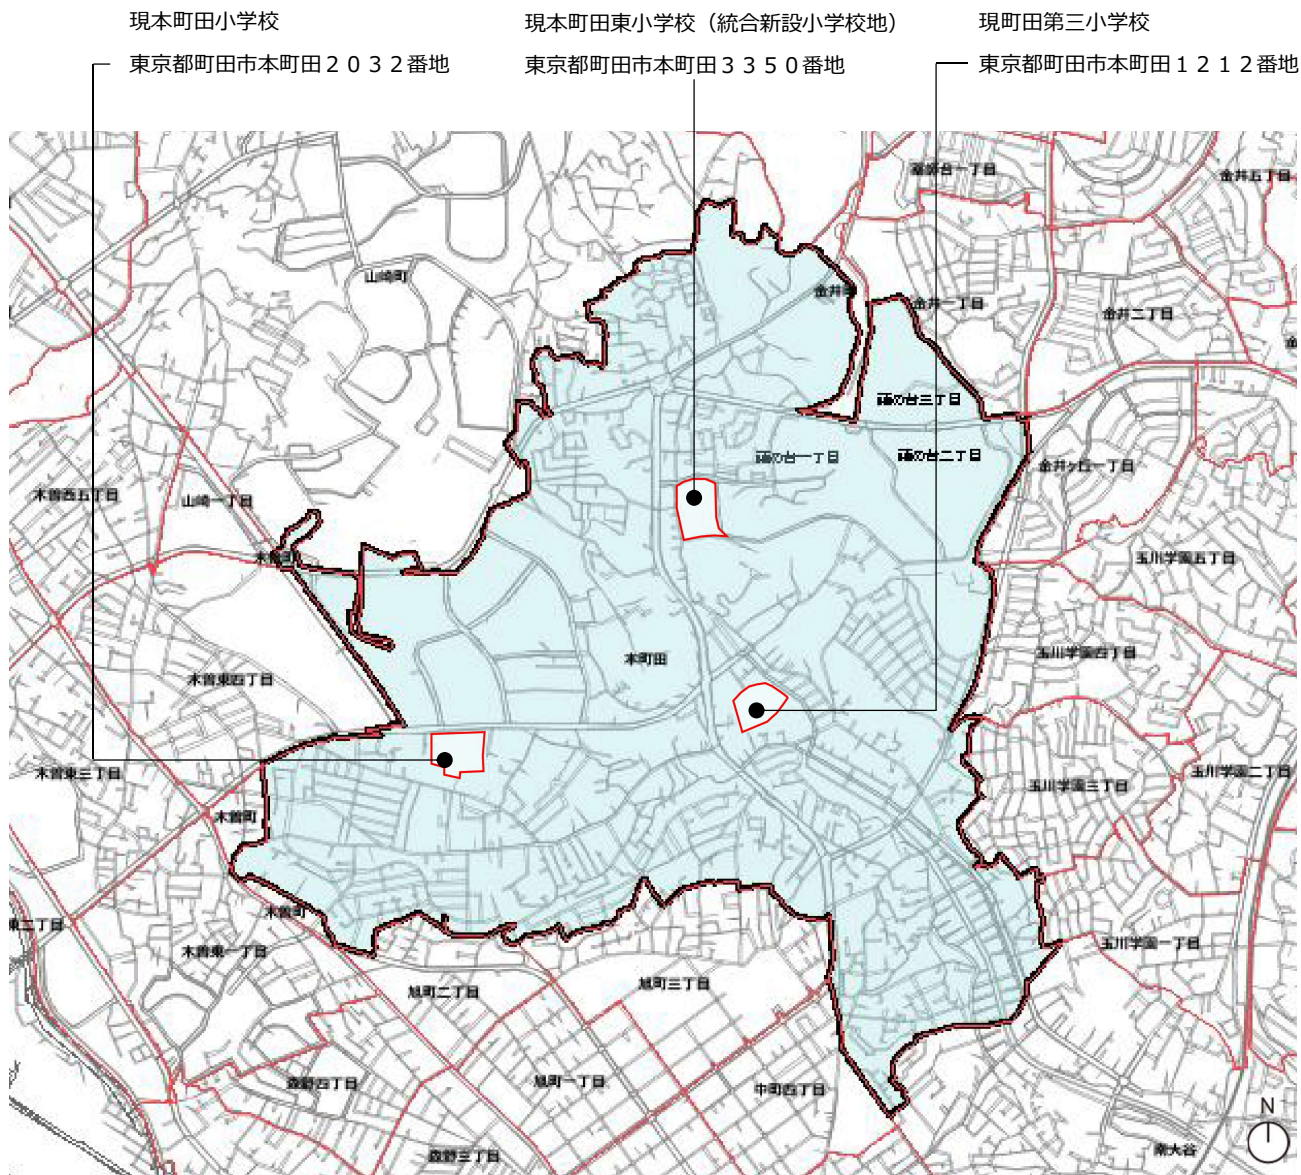 現本町田小学校
東京都町田市本町田２０３２番地
現本町田東小学校（統合新設小学校地）
東京都町田市本町田３３５０番地
現町田第三小学校
東京都町田市本町田１２１２番地
薬師台一丁目
金井五丁目
山崎町
金井町
金井一丁目
金井二丁目
藤の台三丁目
藤の台一丁目
藤の台二丁目
金井ヶ丘一丁目
木曽西五丁目
山崎一丁目
木曽町
玉川学園五丁目
本町田
玉川学園四丁目
木曽東四丁目
木曽東三丁目
玉川学園二丁目
玉川学園三丁目
木曽町
木曽町
東二丁目
木曽東一丁目
玉川学園一丁目
旭町二丁目
旭町三丁目
森野四丁目
旭町一丁目
中町四丁目
N
森野三丁目
南大谷